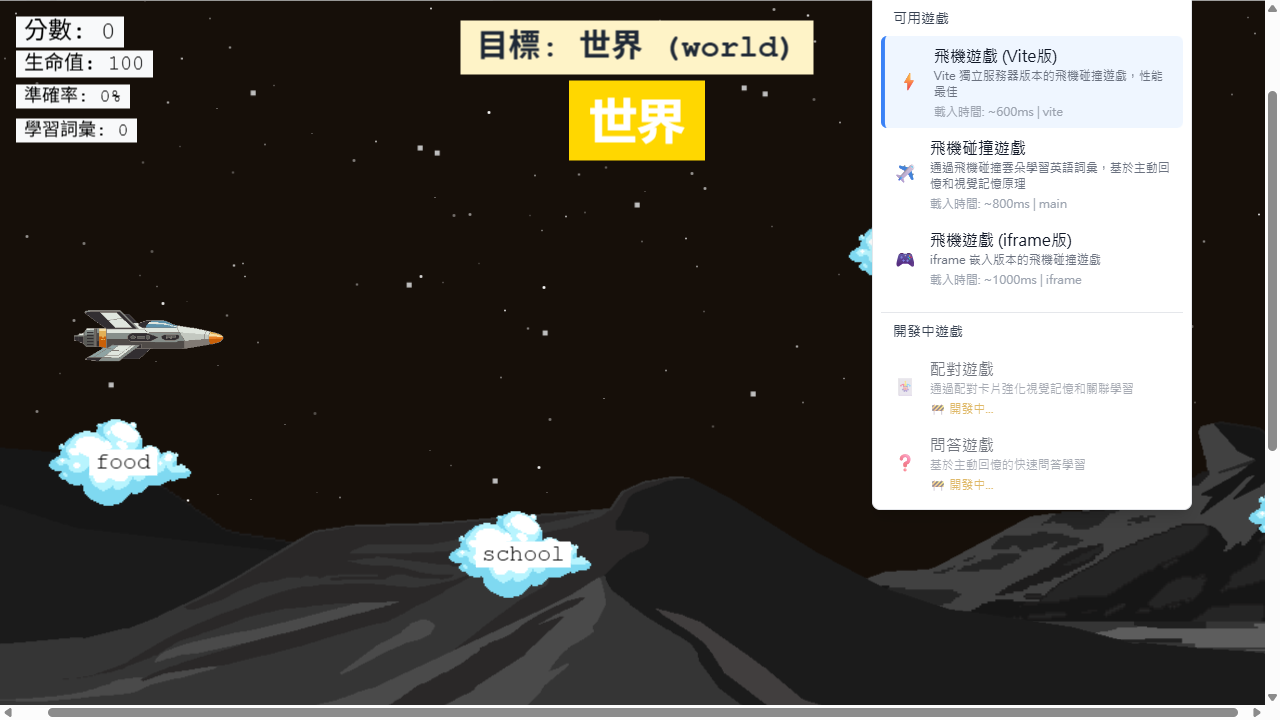 分數: 0
生命值: 100
準確率: 0%
學習詞彙: 0
目標: 世界 (world)
世界
food
school
可用遊戲
飛機遊戲 (Vite版)
Vite 獨立服務器版本的飛機碰撞遊戲，性能
最佳
載入時間: ~600ms | vite
飛機碰撞遊戲
通過飛機碰撞雲朵學習英語詞彙，基於主動回
憶和視覺記憶原理
載入時間: ~800ms | main
飛機遊戲 (iframe版)
iframe 嵌入版本的飛機碰撞遊戲
載入時間: ~1000ms | iframe
開發中遊戲
配對遊戲
通過配對卡片強化視覺記憶和關聯學習
開發中...
問答遊戲
基於主動回憶的快速問答學習
開發中...